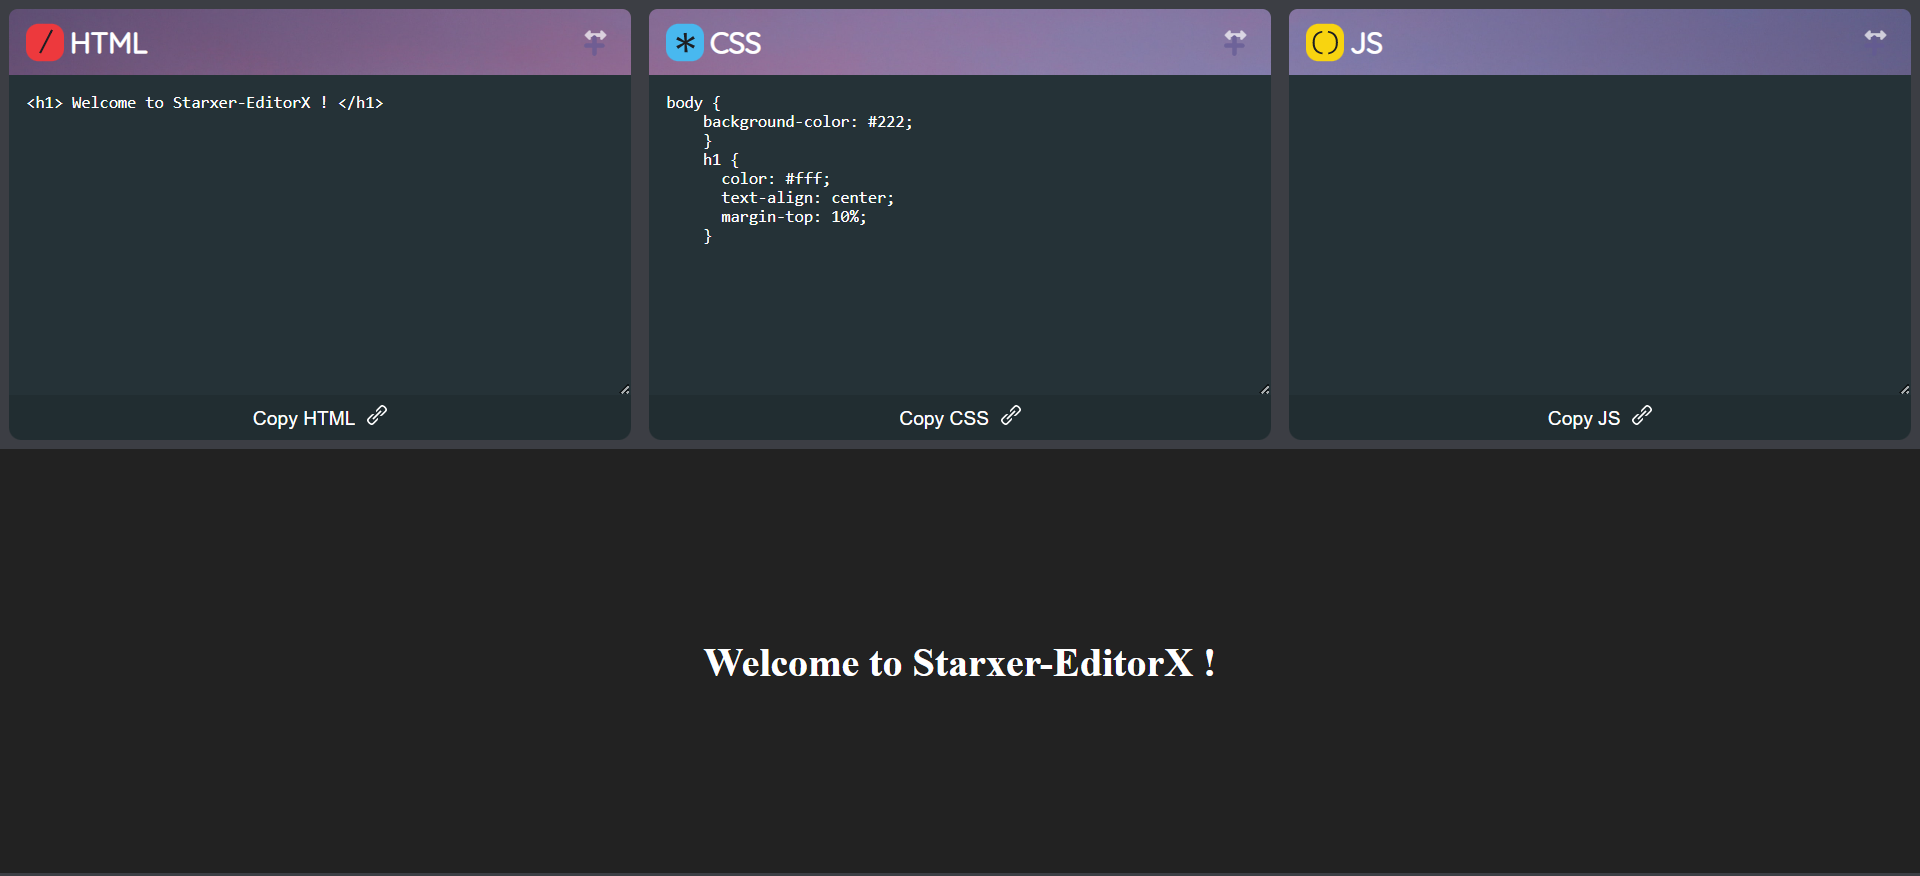 / HTML
<h1> Welcome to Starxer-EditorX ! </h1>
Copy HTML
* CSS
body {
    background-color: #222;
    }
    h1 {
      color: #fff;
      text-align: center;
      margin-top: 10%;
    }
Copy CSS
() JS
Copy JS
Welcome to Starxer-EditorX !